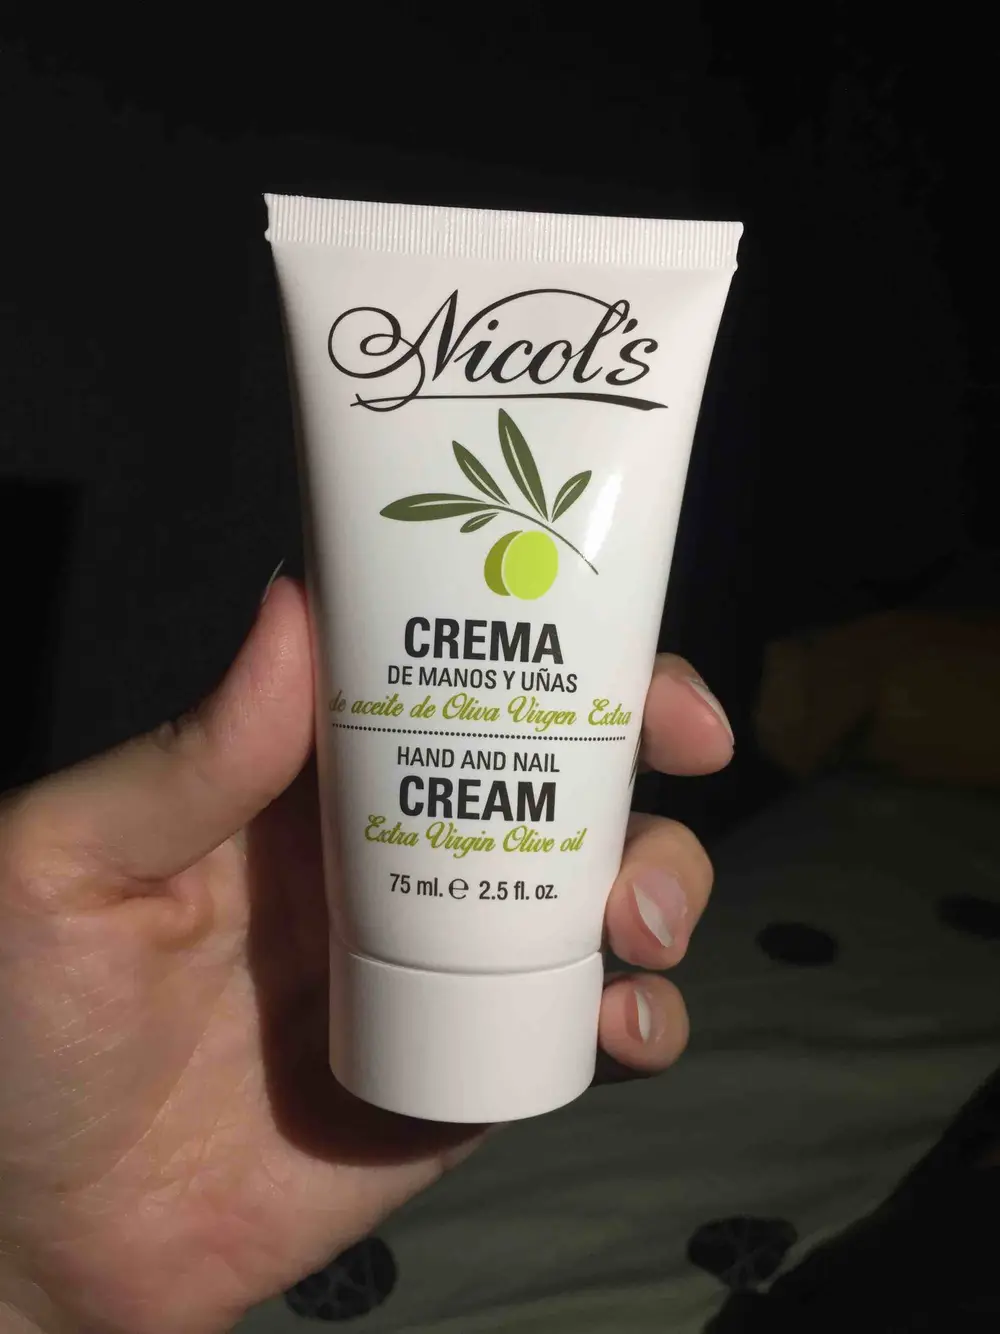 Nicol's
CREMA
DE MANOS Y UÑAS
de aceite de Oliva Virgen Extra
HAND AND NAIL
CREAM
Extra Virgin Olive oil
75 ml. ℮ 2.5 fl. oz.